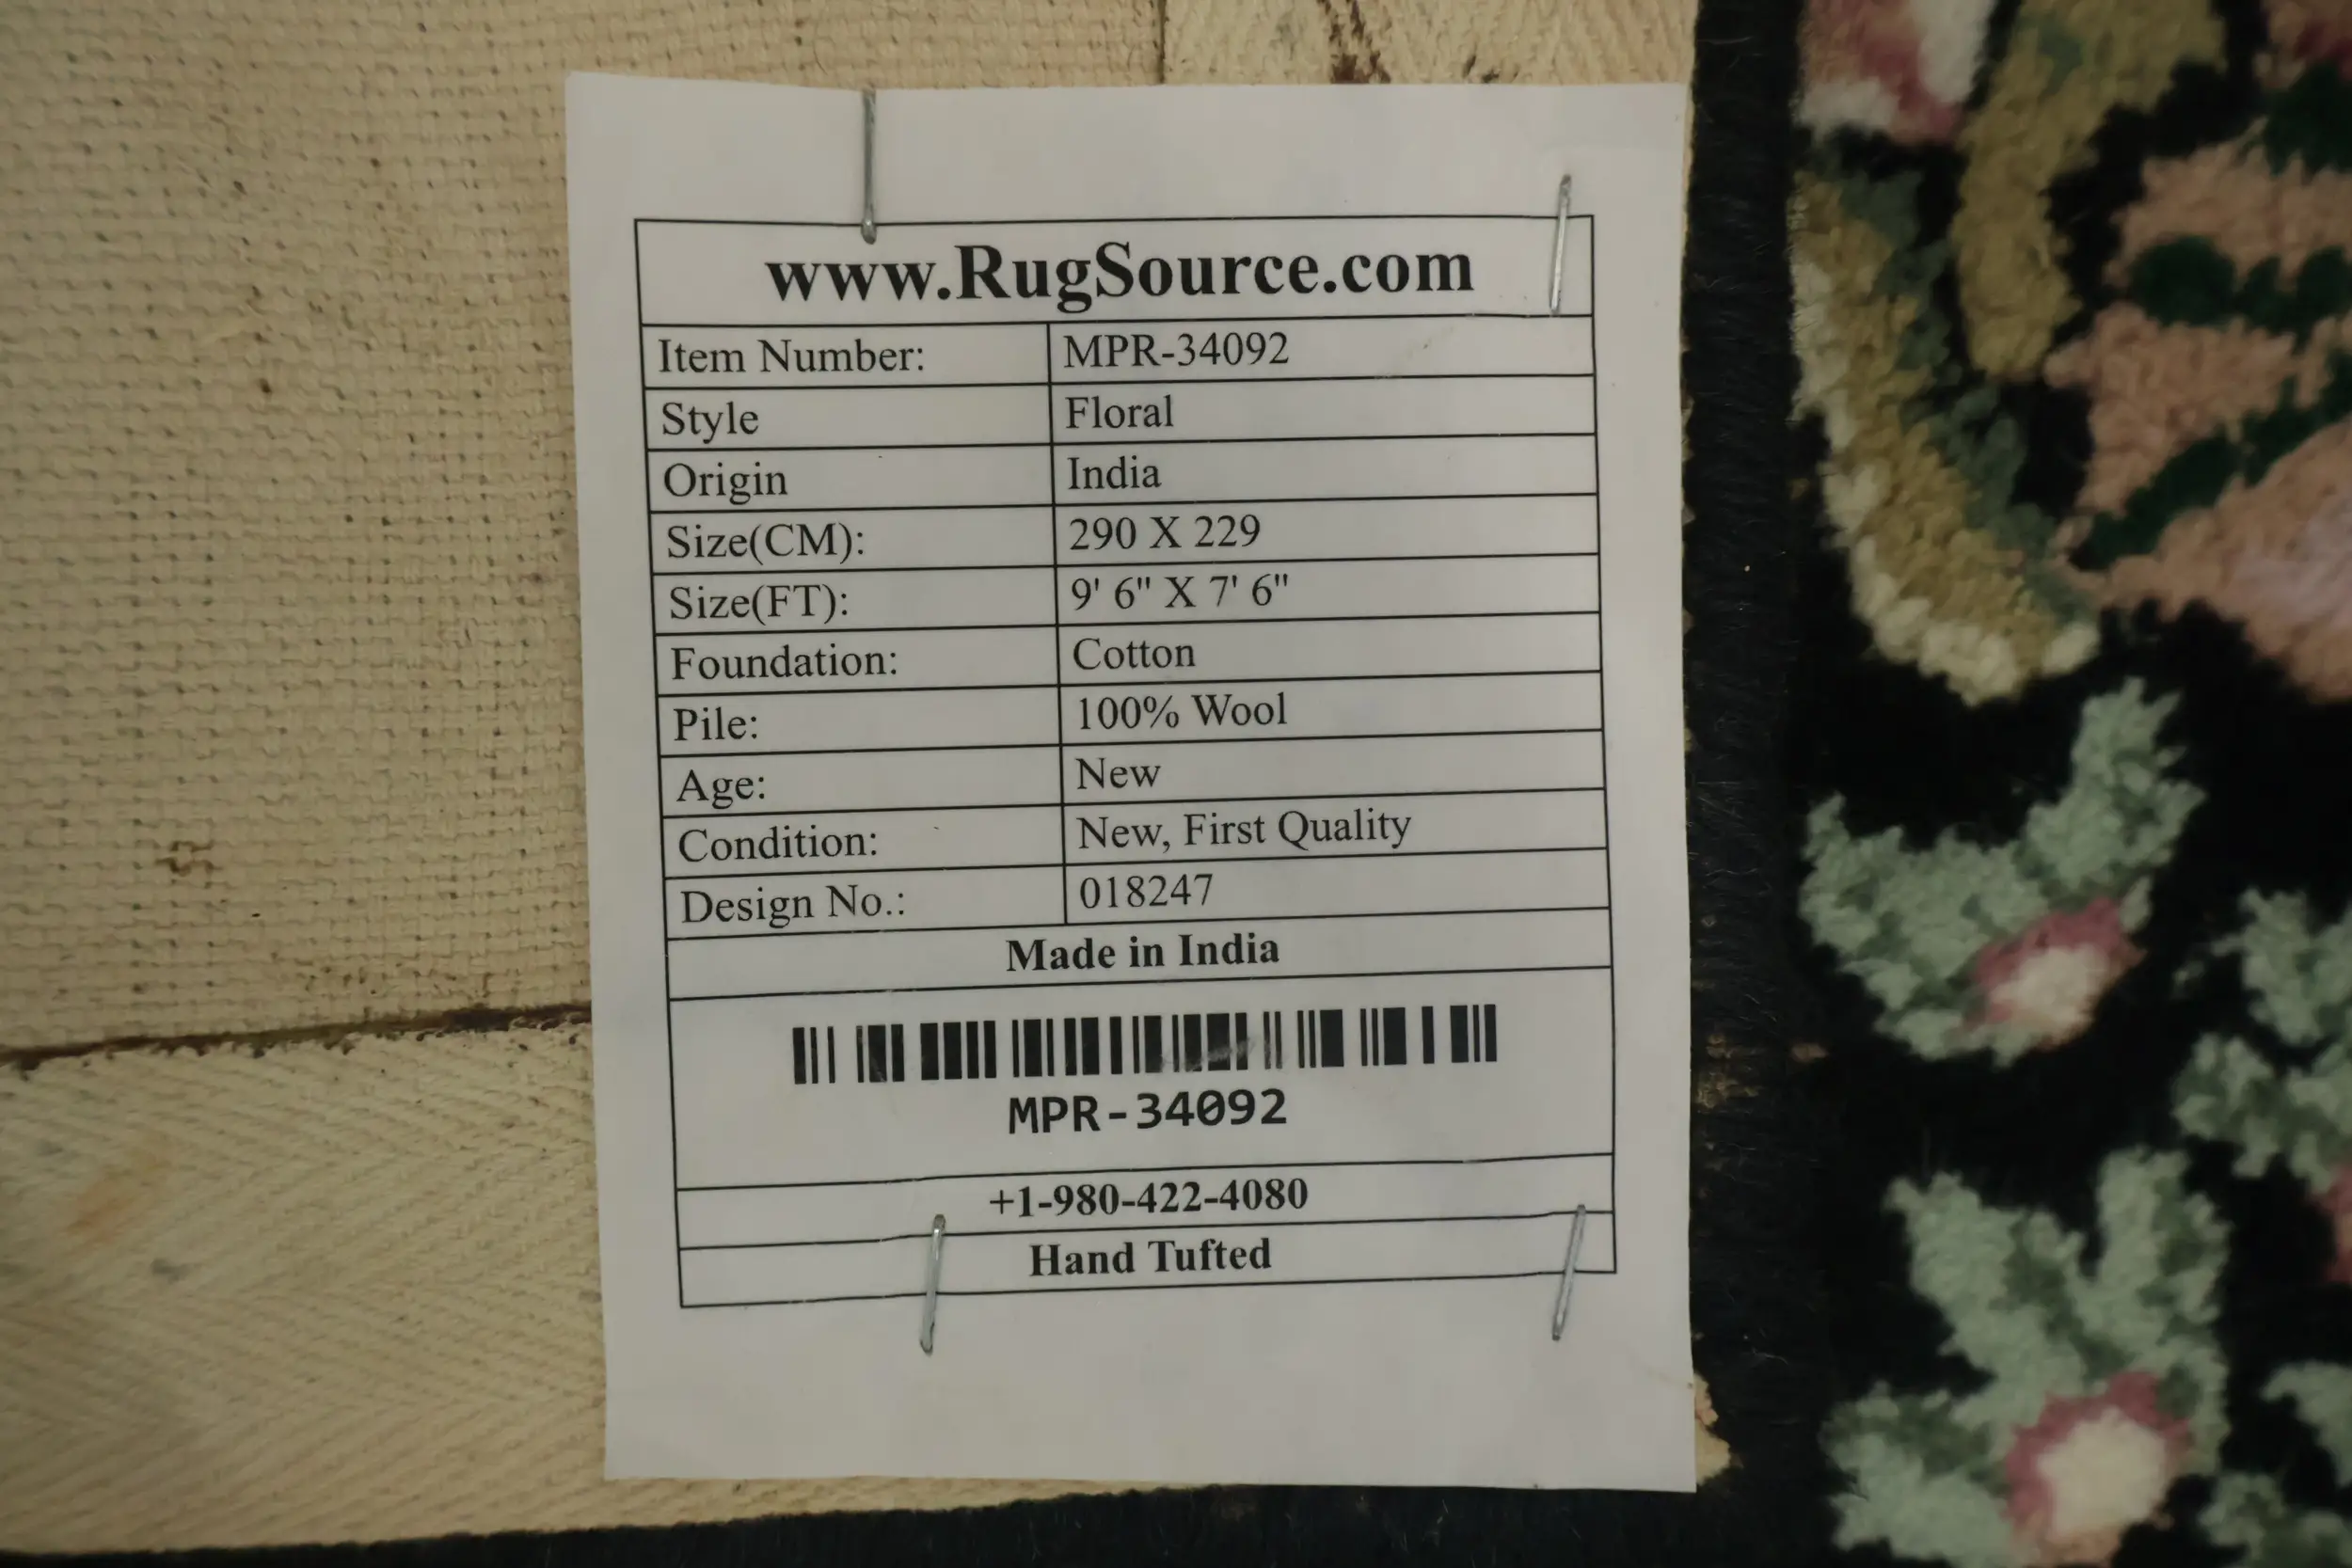 www.RugSource.com
Item Number: MPR-34092
Style Floral
Origin India
Size(CM): 290 X 229
Size(FT): 9' 6" X 7' 6"
Foundation: Cotton
Pile: 100% Wool
Age: New
Condition: New, First Quality
Design No.: 018247
Made in India
MPR-34092
+1-980-422-4080
Hand Tufted